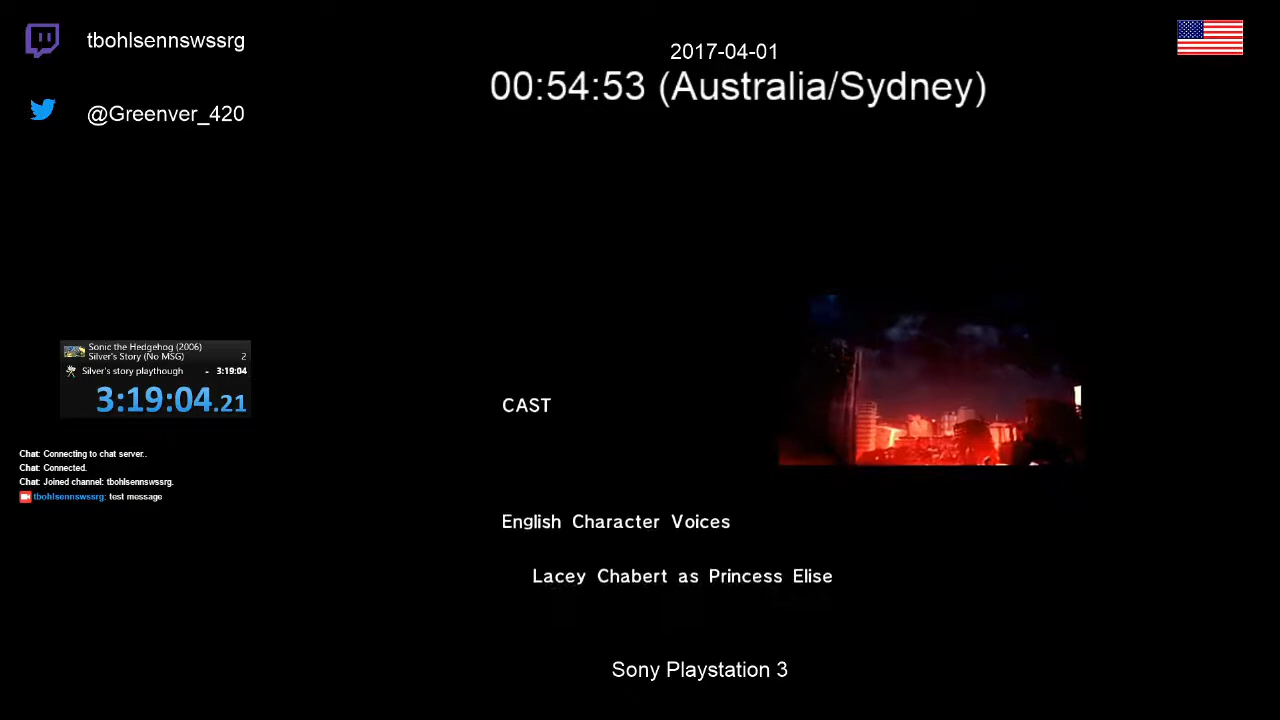 tbohlsennswssrg
@Greenver_420
2017-04-01
00:54:53 (Australia/Sydney)
Sonic the Hedgehog (2006)
Silver's Story (No MSG) 2
Silver's story playthough - 3:19:04
3:19:04.21
Chat: Connecting to chat server..
Chat: Connected.
Chat: Joined channel: tbohlsennswssrg.
tbohlsennswssrg: test message
CAST
English Character Voices
Lacey Chabert as Princess Elise
Sony Playstation 3